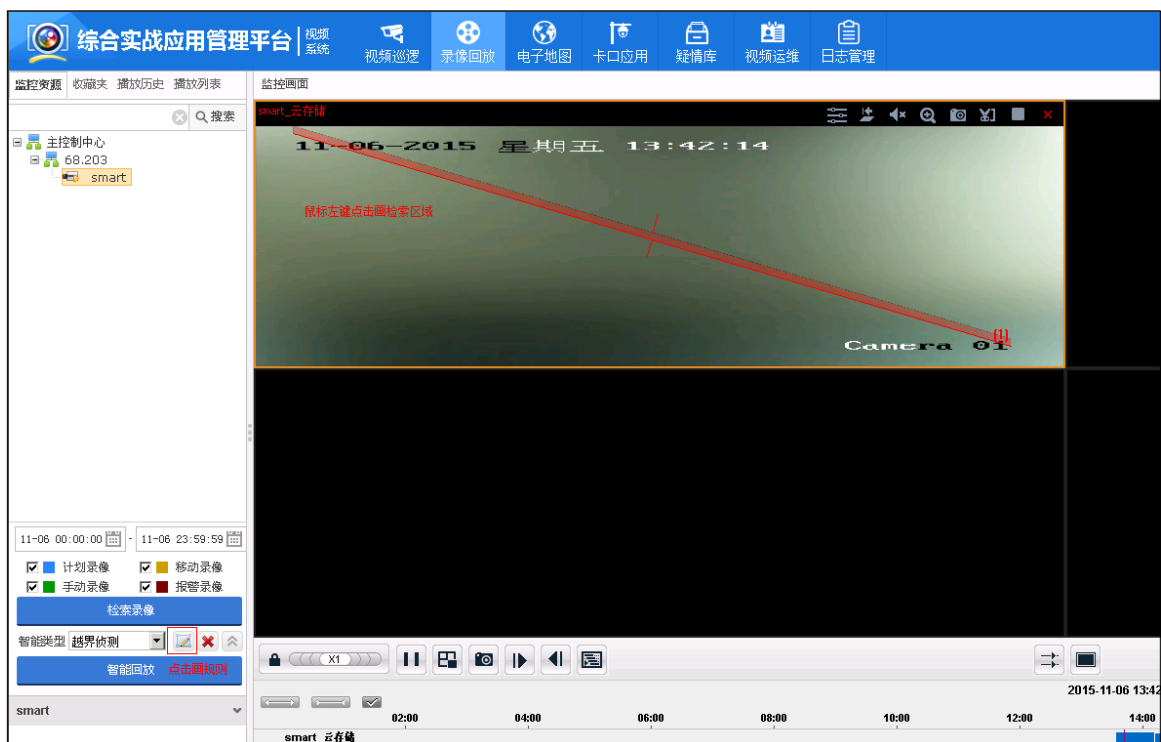 综合实战应用管理平台 视频系统
视频巡逻 录像回放 电子地图 卡口应用 疑情库 视频运维 日志管理
监控资源 收藏夹 播放历史 播放列表
监控画面
搜索
主控制中心
68.203
smart
smart_云存储
11-06-2015 星期五 13:42:14
鼠标左键点击画检索区域
[1]
Camera 01
11-06 00:00:00 - 11-06 23:59:59
计划录像 移动录像
手动录像 报警录像
检索录像
智能类型 越界侦测
智能回放 点击画规则
smart
X1
2015-11-06 13:42
02:00 04:00 06:00 08:00 10:00 12:00 14:00
smart 云存储